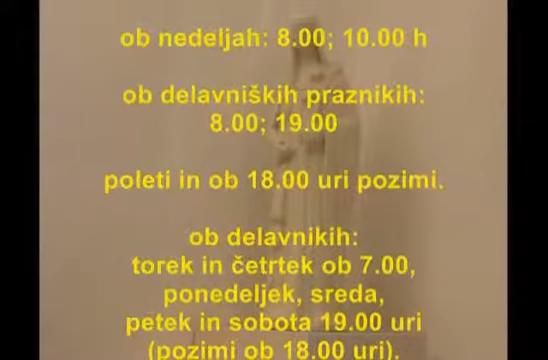 ob nedeljah: 8.00; 10.00 h
ob delavniških praznikih:
8.00; 19.00
poleti in ob 18.00 uri pozimi.
ob delavnikih:
torek in četrtek ob 7.00,
ponedeljek, sreda,
petek in sobota 19.00 uri
(pozimi ob 18.00 uri).